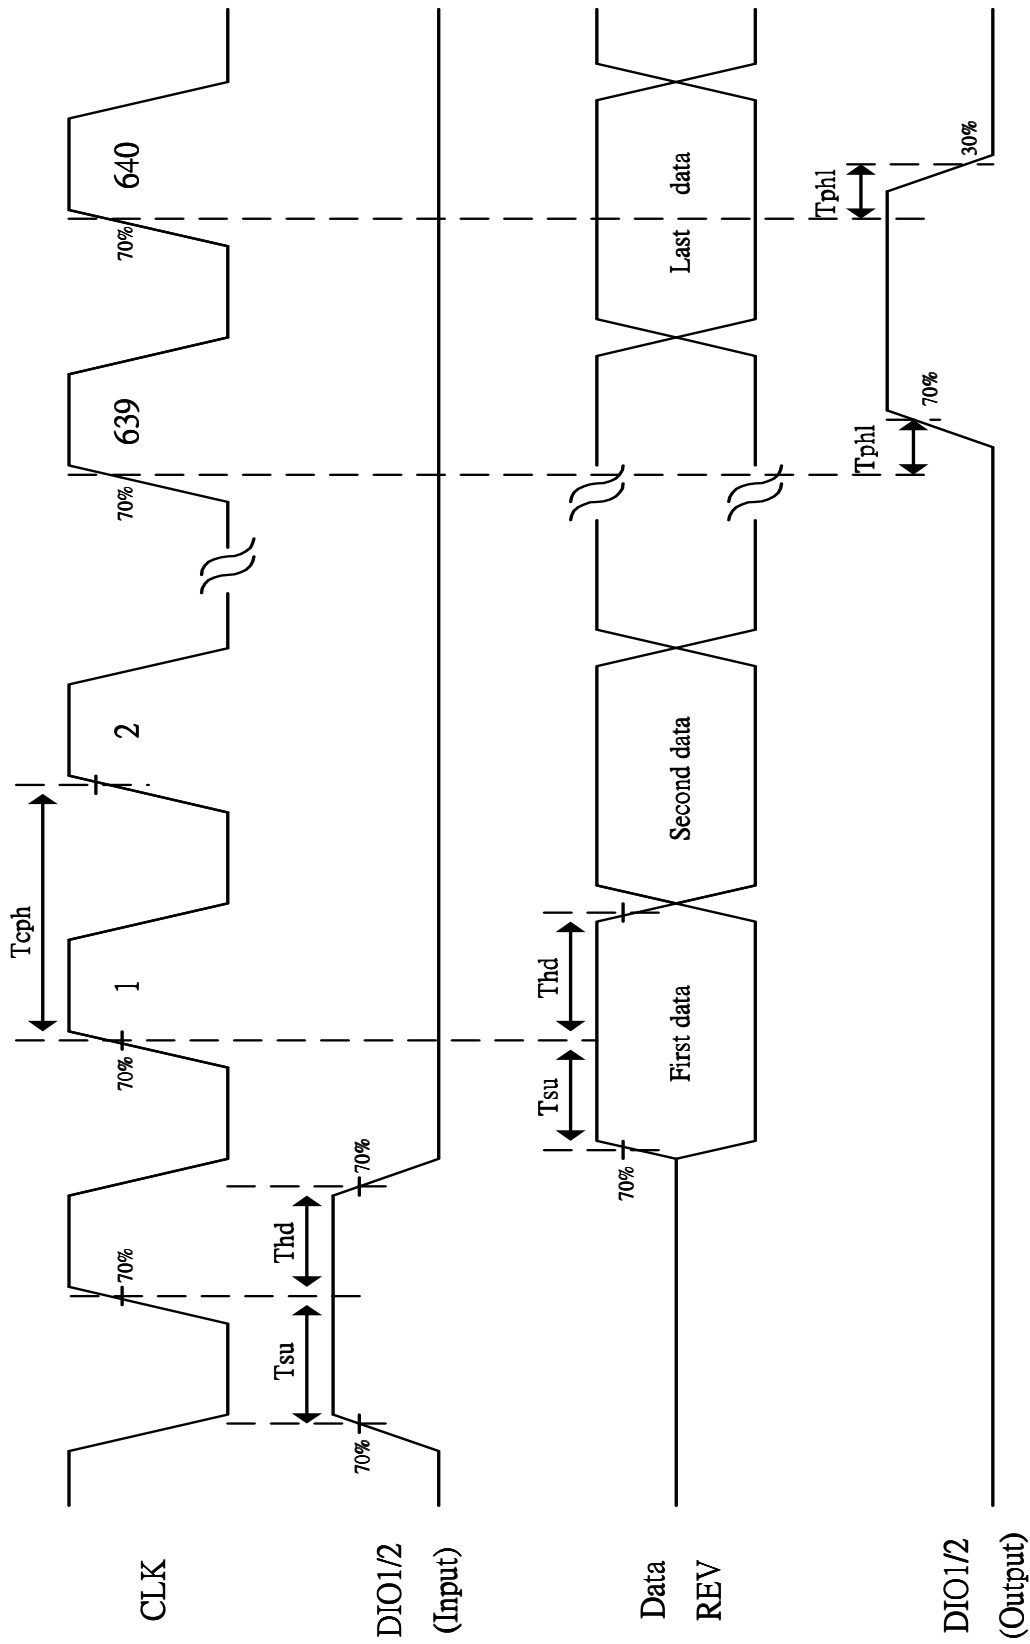 CLK
70%
70%
1
Tcph
2
70%
639
70%
640
DIO1/2
(Input)
70%
Tsu
Thd
70%
Data
REV
70%
Tsu
Thd
First data
Second data
Last data
DIO1/2
(Output)
Tphl
70%
Tphl
30%